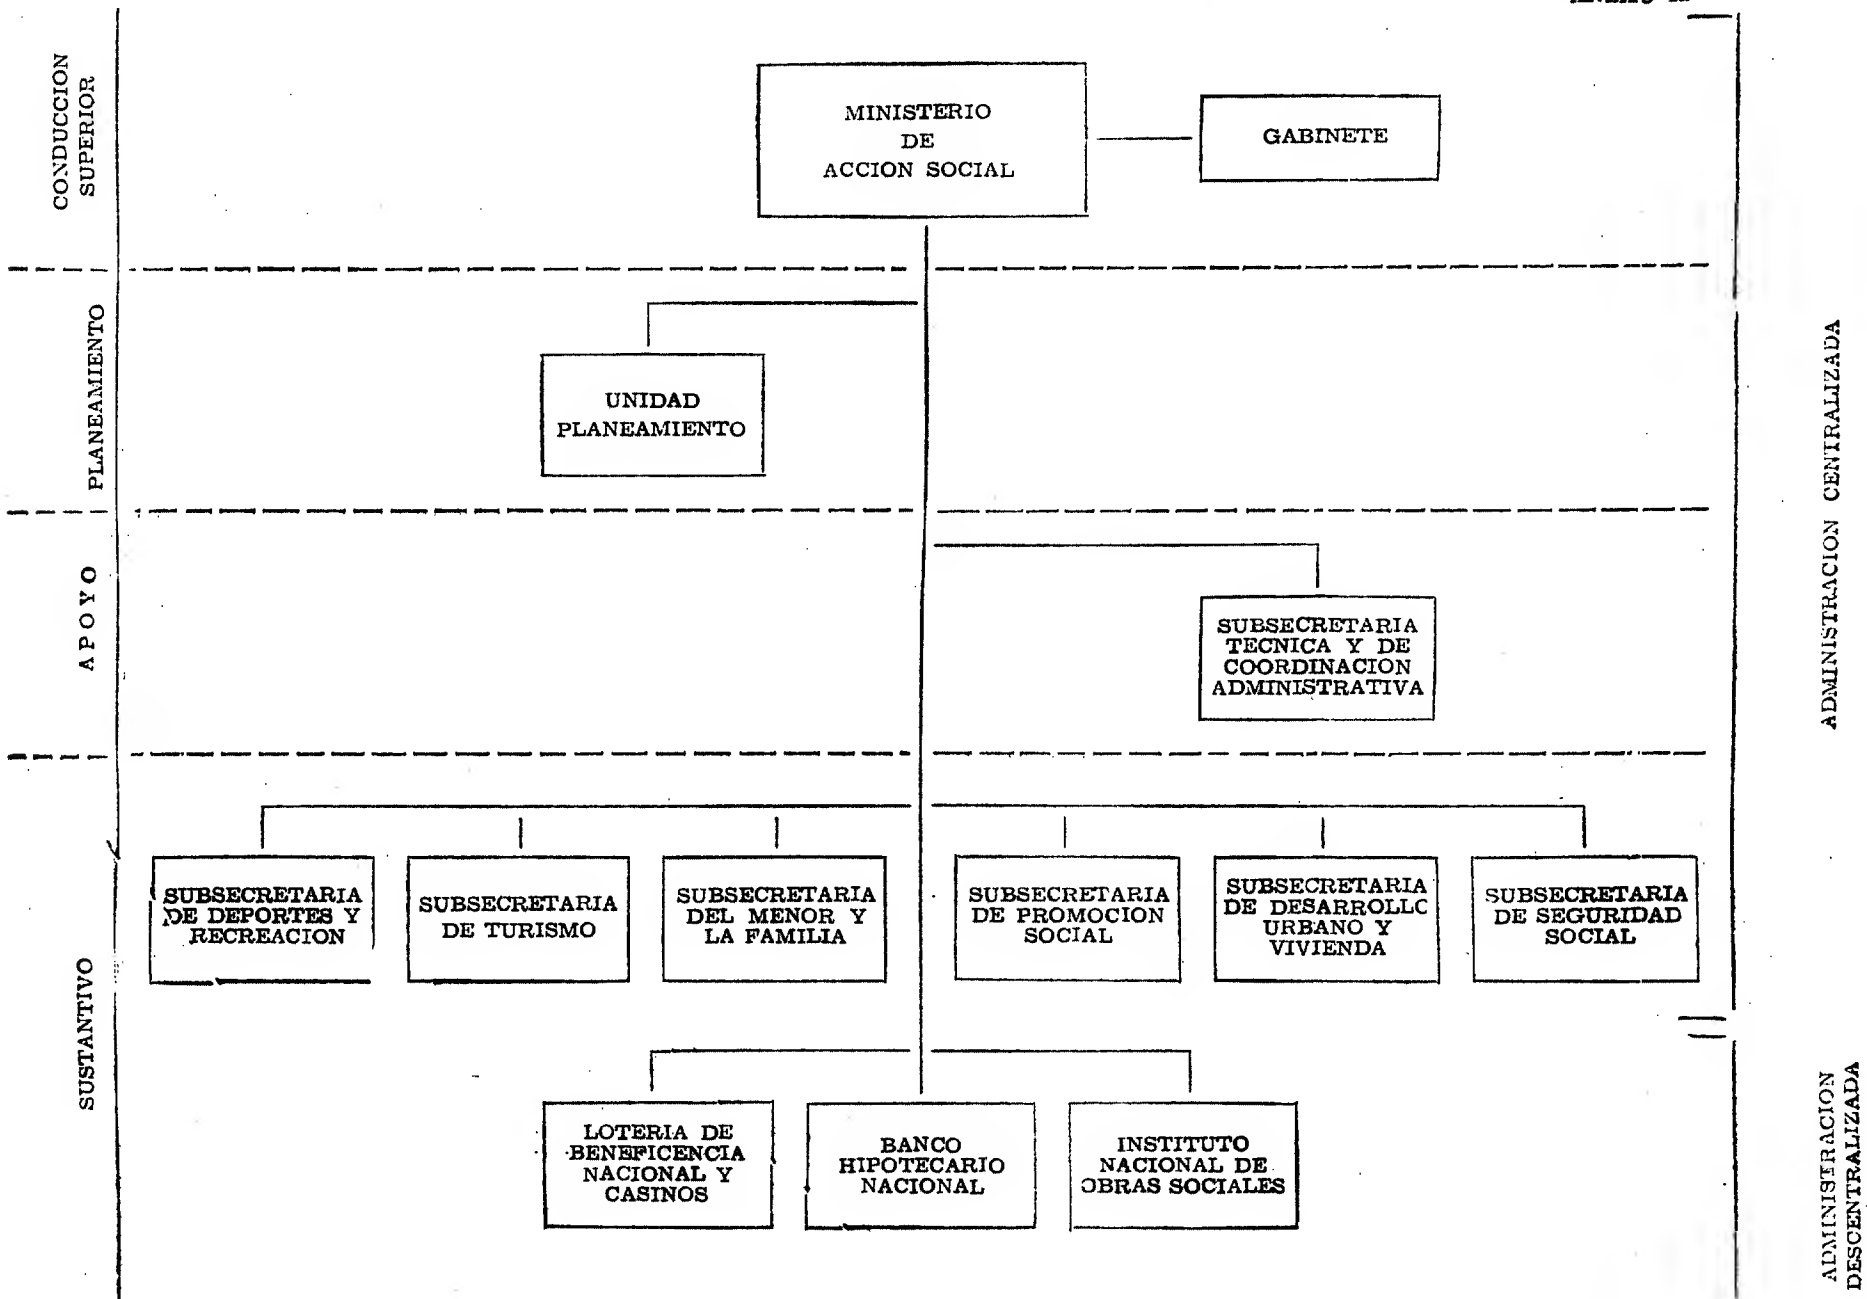 CONDUCCION
SUPERIOR
MINISTERIO
DE
ACCION SOCIAL
GABINETE
PLANEAMIENTO
UNIDAD
PLANEAMIENTO
ADMINISTRACION CENTRALIZADA
APOYO
SUBSECRETARIA
TECNICA Y DE
COORDINACION
ADMINISTRATIVA
SUSTANTIVO
SUBSECRETARIA
DE DEPORTES Y
RECREACION
SUBSECRETARIA
DE TURISMO
SUBSECRETARIA
DEL MENOR Y
LA FAMILIA
SUBSECRETARIA
DE PROMOCION
SOCIAL
SUBSECRETARIA
DE DESARROLLO
URBANO Y
VIVIENDA
SUBSECRETARIA
DE SEGURIDAD
SOCIAL
LOTERIA DE
BENEFICENCIA
NACIONAL Y
CASINOS
BANCO
HIPOTECARIO
NACIONAL
INSTITUTO
NACIONAL DE
OBRAS SOCIALES
ADMINISTRACION
DESCENTRALIZADA